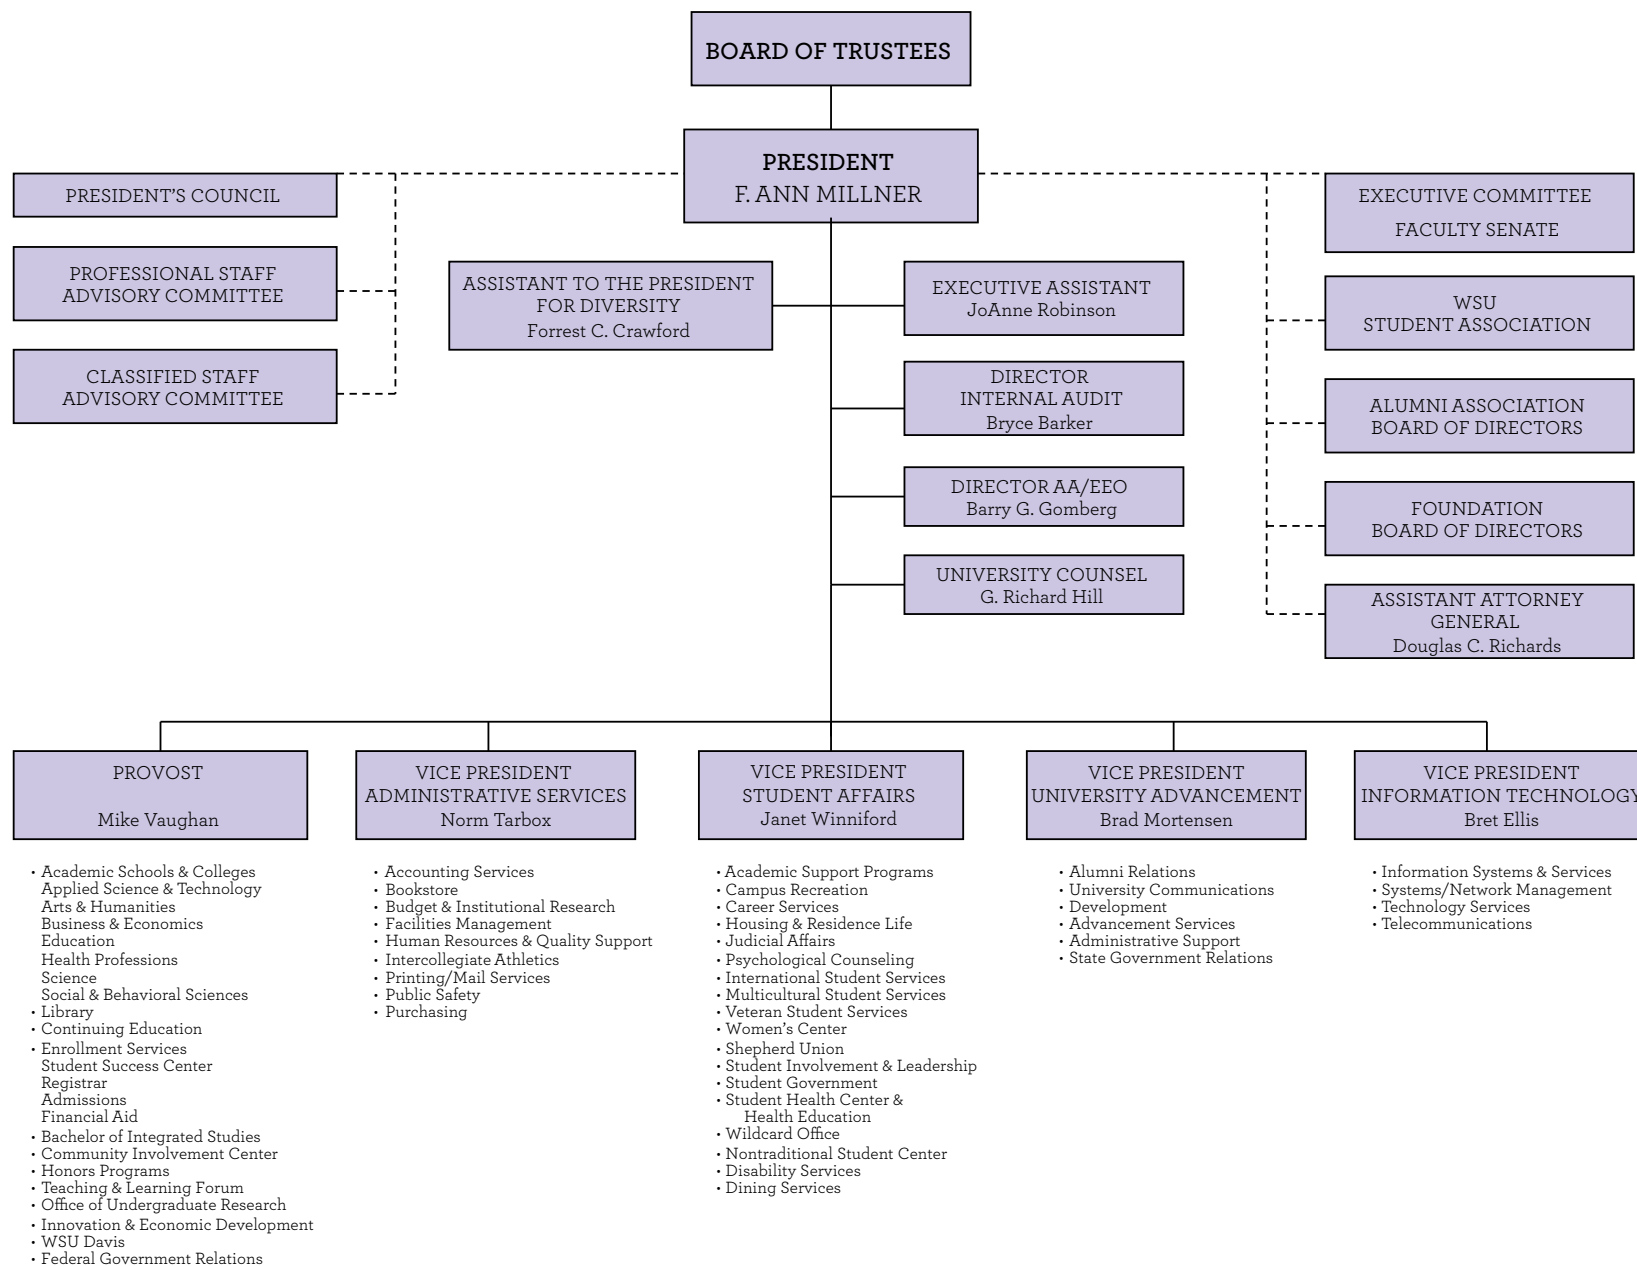 BOARD OF TRUSTEES
PRESIDENT
F. ANN MILLNER
PRESIDENT’S COUNCIL
PROFESSIONAL STAFF
ADVISORY COMMITTEE
CLASSIFIED STAFF
ADVISORY COMMITTEE
ASSISTANT TO THE PRESIDENT
FOR DIVERSITY
Forrest C. Crawford
EXECUTIVE ASSISTANT
JoAnne Robinson
DIRECTOR
INTERNAL AUDIT
Bryce Barker
DIRECTOR AA/EEO
Barry G. Gomberg
UNIVERSITY COUNSEL
G. Richard Hill
EXECUTIVE COMMITTEE
FACULTY SENATE
WSU
STUDENT ASSOCIATION
ALUMNI ASSOCIATION
BOARD OF DIRECTORS
FOUNDATION
BOARD OF DIRECTORS
ASSISTANT ATTORNEY
GENERAL
Douglas C. Richards
PROVOST
Mike Vaughan
• Academic Schools & Colleges
Applied Science & Technology
Arts & Humanities
Business & Economics
Education
Health Professions
Science
Social & Behavioral Sciences
• Library
• Continuing Education
• Enrollment Services
Student Success Center
Registrar
Admissions
Financial Aid
• Bachelor of Integrated Studies
• Community Involvement Center
• Honors Programs
• Teaching & Learning Forum
• Office of Undergraduate Research
• Innovation & Economic Development
• WSU Davis
• Federal Government Relations
VICE PRESIDENT
ADMINISTRATIVE SERVICES
Norm Tarbox
• Accounting Services
• Bookstore
• Budget & Institutional Research
• Facilities Management
• Human Resources & Quality Support
• Intercollegiate Athletics
• Printing/Mail Services
• Public Safety
• Purchasing
VICE PRESIDENT
STUDENT AFFAIRS
Janet Winniford
• Academic Support Programs
• Campus Recreation
• Career Services
• Housing & Residence Life
• Judicial Affairs
• Psychological Counseling
• International Student Services
• Multicultural Student Services
• Veteran Student Services
• Women’s Center
• Shepherd Union
• Student Involvement & Leadership
• Student Government
• Student Health Center &
Health Education
• Wildcard Office
• Nontraditional Student Center
• Disability Services
• Dining Services
VICE PRESIDENT
UNIVERSITY ADVANCEMENT
Brad Mortensen
• Alumni Relations
• University Communications
• Development
• Advancement Services
• Administrative Support
• State Government Relations
VICE PRESIDENT
INFORMATION TECHNOLOGY
Bret Ellis
• Information Systems & Services
• Systems/Network Management
• Technology Services
• Telecommunications